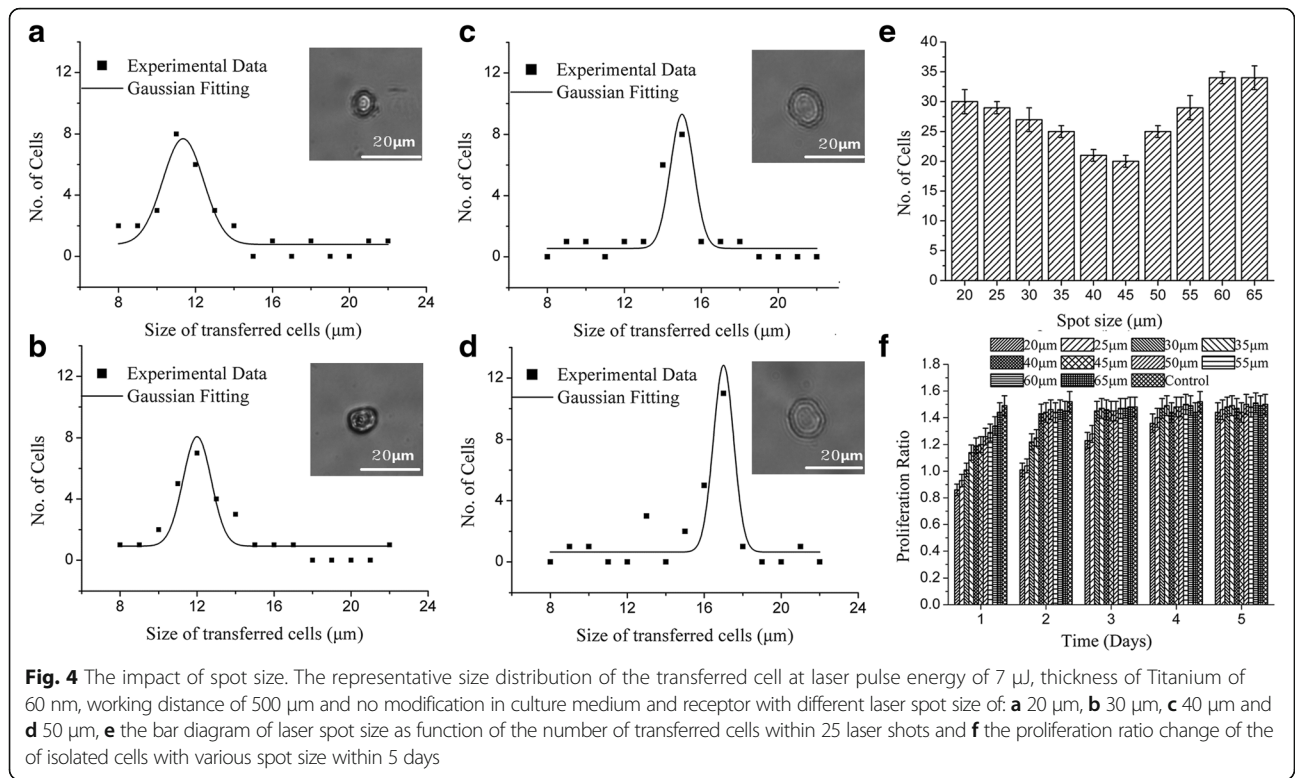 a
Experimental Data
Gaussian Fitting
20μm
12
8
4
0
No. of Cells
8 12 16 20 24
Size of transferred cells (μm)
b
Experimental Data
Gaussian Fitting
20μm
12
8
4
0
No. of Cells
8 12 16 20 24
Size of transferred cells (μm)
c
Experimental Data
Gaussian Fitting
20μm
12
8
4
0
No. of Cells
8 12 16 20 24
Size of transferred cells (μm)
d
Experimental Data
Gaussian Fitting
20μm
12
8
4
0
No. of Cells
8 12 16 20 24
Size of transferred cells (μm)
e
40
35
30
25
20
15
10
5
0
No. of Cells
20 25 30 35 40 45 50 55 60 65
Spot size (μm)
f
20μm 25μm 30μm 35μm
40μm 45μm 50μm 55μm
60μm 65μm Control
1.8
1.6
1.4
1.2
1.0
0.8
0.6
0.4
0.2
0.0
Proliferation Ratio
1 2 3 4 5
Time (Days)
Fig. 4 The impact of spot size. The representative size distribution of the transferred cell at laser pulse energy of 7 μJ, thickness of Titanium of
60 nm, working distance of 500 μm and no modification in culture medium and receptor with different laser spot size of: a 20 μm, b 30 μm, c 40 μm and
d 50 μm, e the bar diagram of laser spot size as function of the number of transferred cells within 25 laser shots and f the proliferation ratio change of the
of isolated cells with various spot size within 5 days